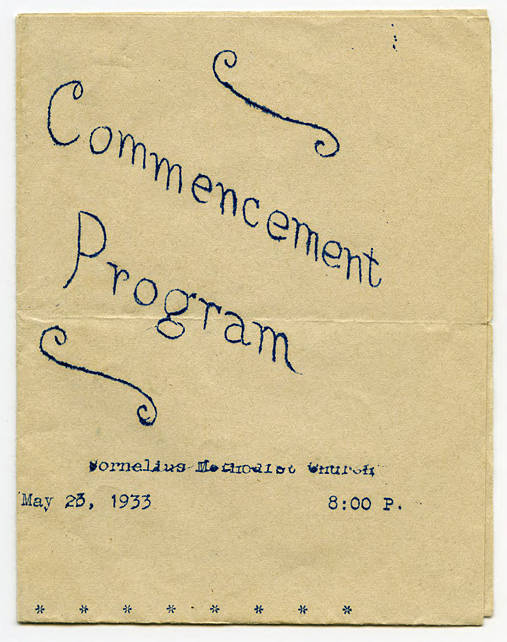 Commencement
Program
Cornelius Methodist Church
May 23, 1933 8:00 P.
* * * * * * * *